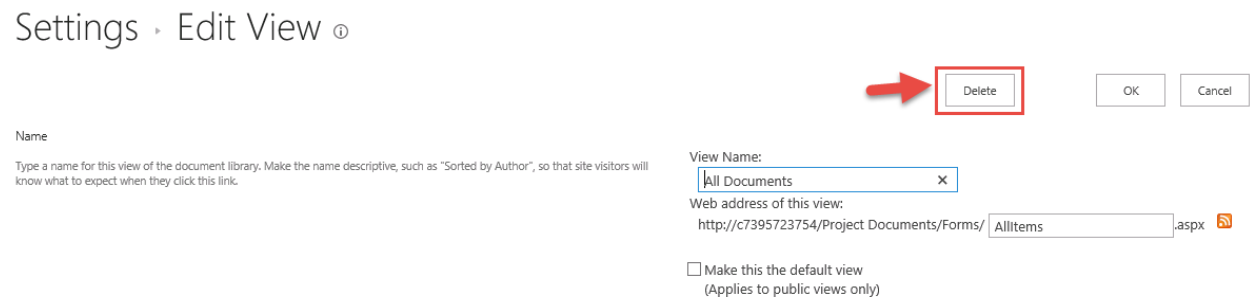 Settings ▸ Edit View
Delete OK Cancel
Name
Type a name for this view of the document library. Make the name descriptive, such as "Sorted by Author", so that site visitors will
know what to expect when they click this link.
View Name:
All Documents
Web address of this view:
http://c7395723754/Project Documents/Forms/ AllItems .aspx
Make this the default view
(Applies to public views only)